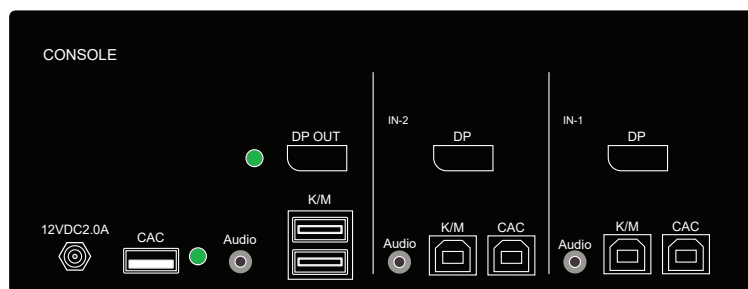 CONSOLE
DP OUT
K/M
12VDC2.0A
CAC
Audio
IN-2
DP
Audio
K/M
CAC
IN-1
DP
Audio
K/M
CAC